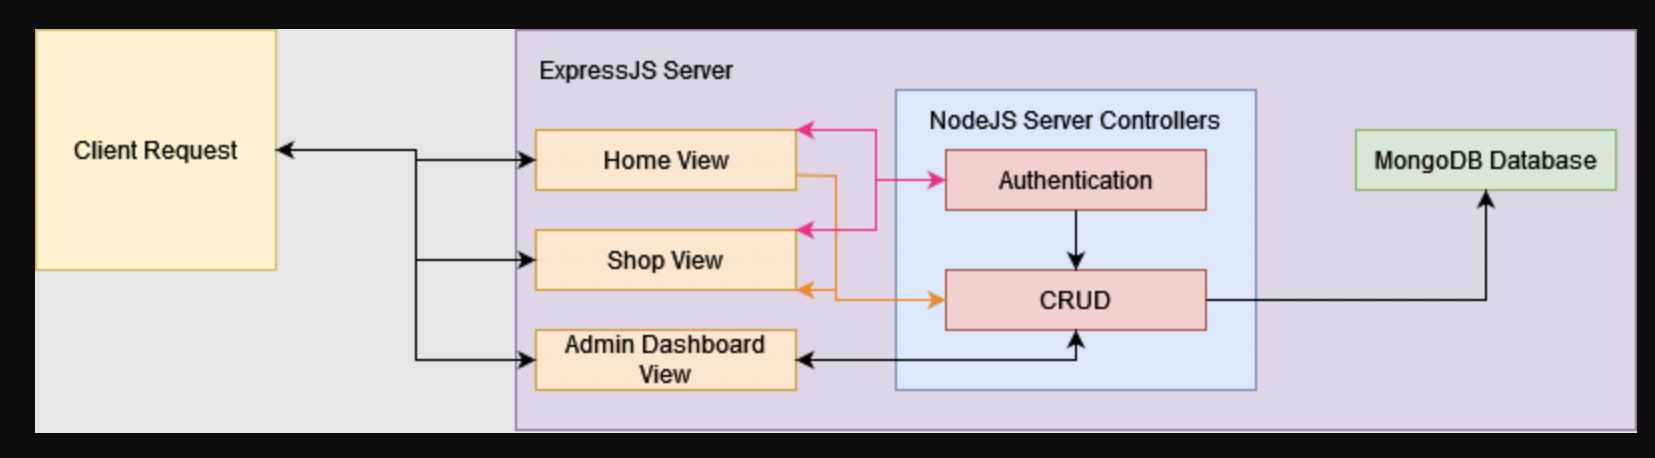 Client Request
ExpressJS Server
Home View
Shop View
Admin Dashboard
View
NodeJS Server Controllers
Authentication
CRUD
MongoDB Database